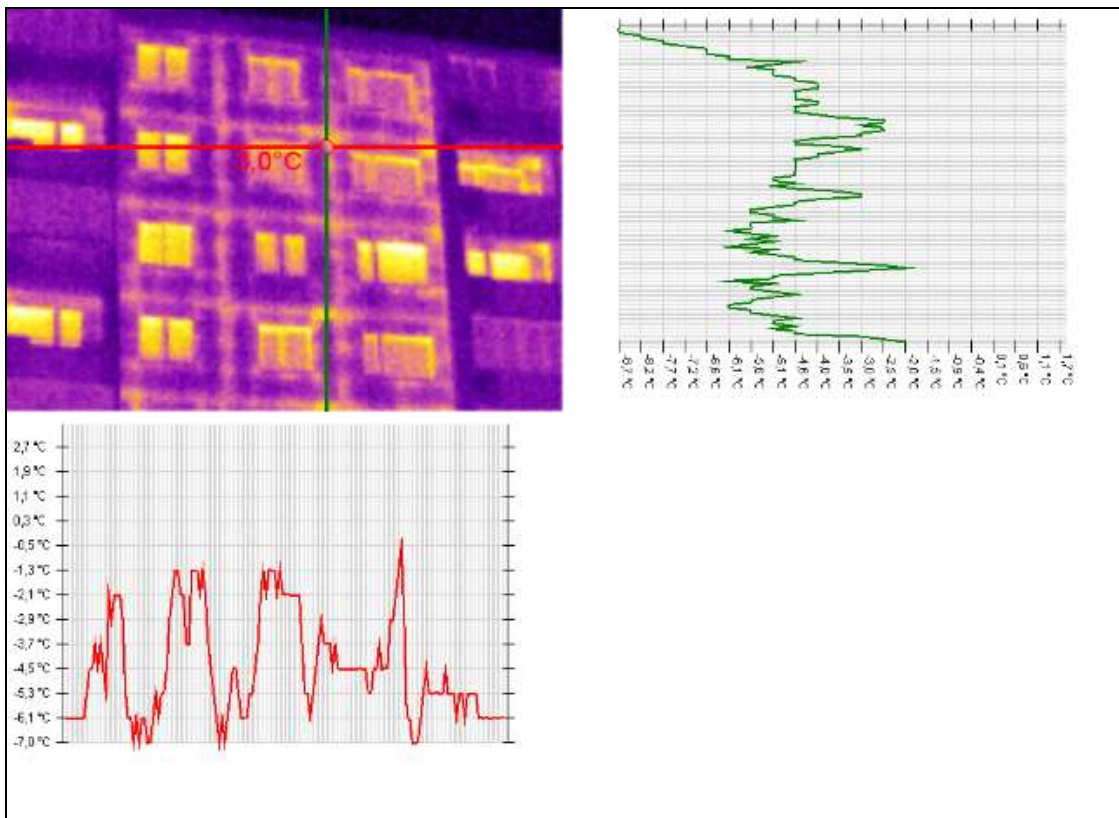 ,0°C
-8,7 °C
-8,2 °C
-7,7 °C
-7,2 °C
-6,6 °C
-6,1 °C
-5,6 °C
-5,1 °C
-4,6 °C
-4,0 °C
-3,5 °C
-3,0 °C
-2,5 °C
-2,0 °C
-1,5 °C
-0,9 °C
-0,4 °C
0,1 °C
0,6 °C
1,1 °C
1,7 °C
2,7 °C
1,9 °C
1,1 °C
0,3 °C
-0,5 °C
-1,3 °C
-2,1 °C
-2,9 °C
-3,7 °C
-4,5 °C
-5,3 °C
-6,1 °C
-7,0 °C